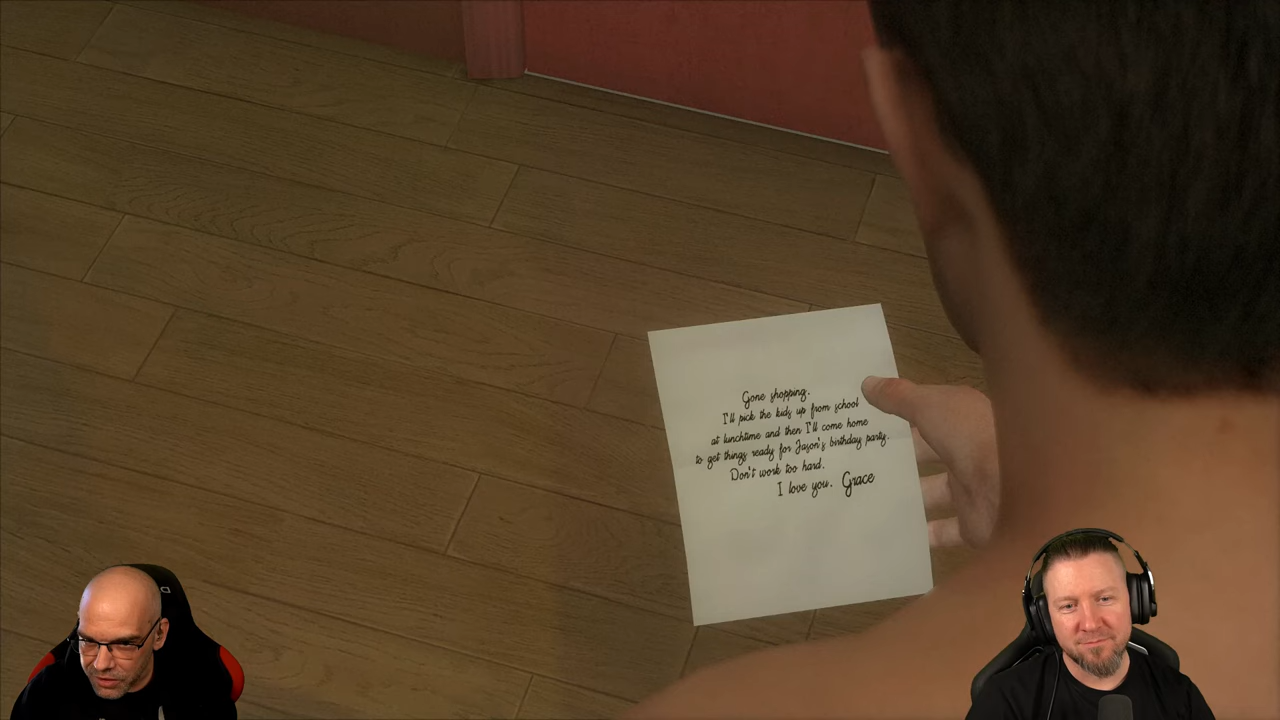 Gone shopping.
I'll pick the kids up from school
at lunchtime and then I'll come home
to get things ready for Jason's birthday party.
Don't work too hard.
I love you. Grace